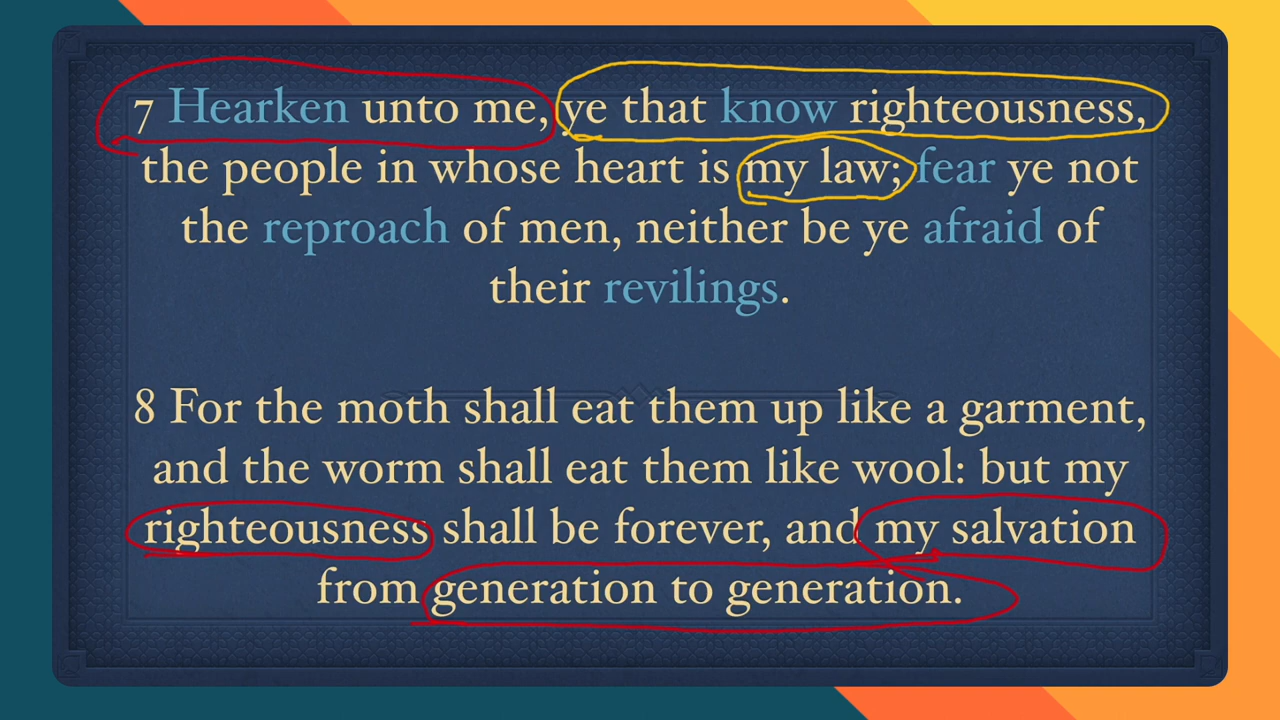 7 Hearken unto me, ye that know righteousness,
the people in whose heart is my law; fear ye not
the reproach of men, neither be ye afraid of
their revilings.
8 For the moth shall eat them up like a garment,
and the worm shall eat them like wool: but my
righteousness shall be forever, and my salvation
from generation to generation.